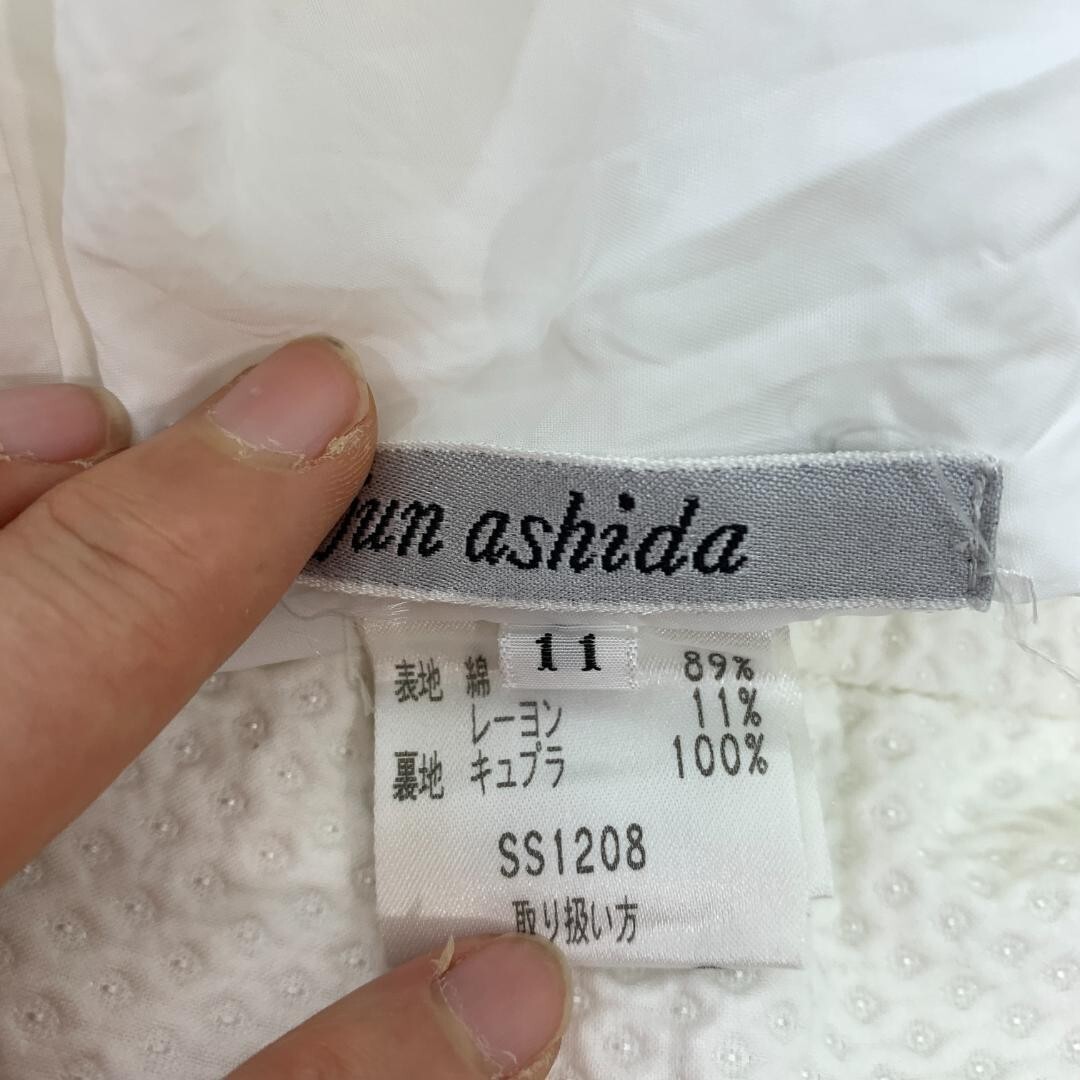 Jun ashida
11
表地 綿 89%
レーヨン 11%
裏地 キュプラ 100%
SS1208
取り扱い方